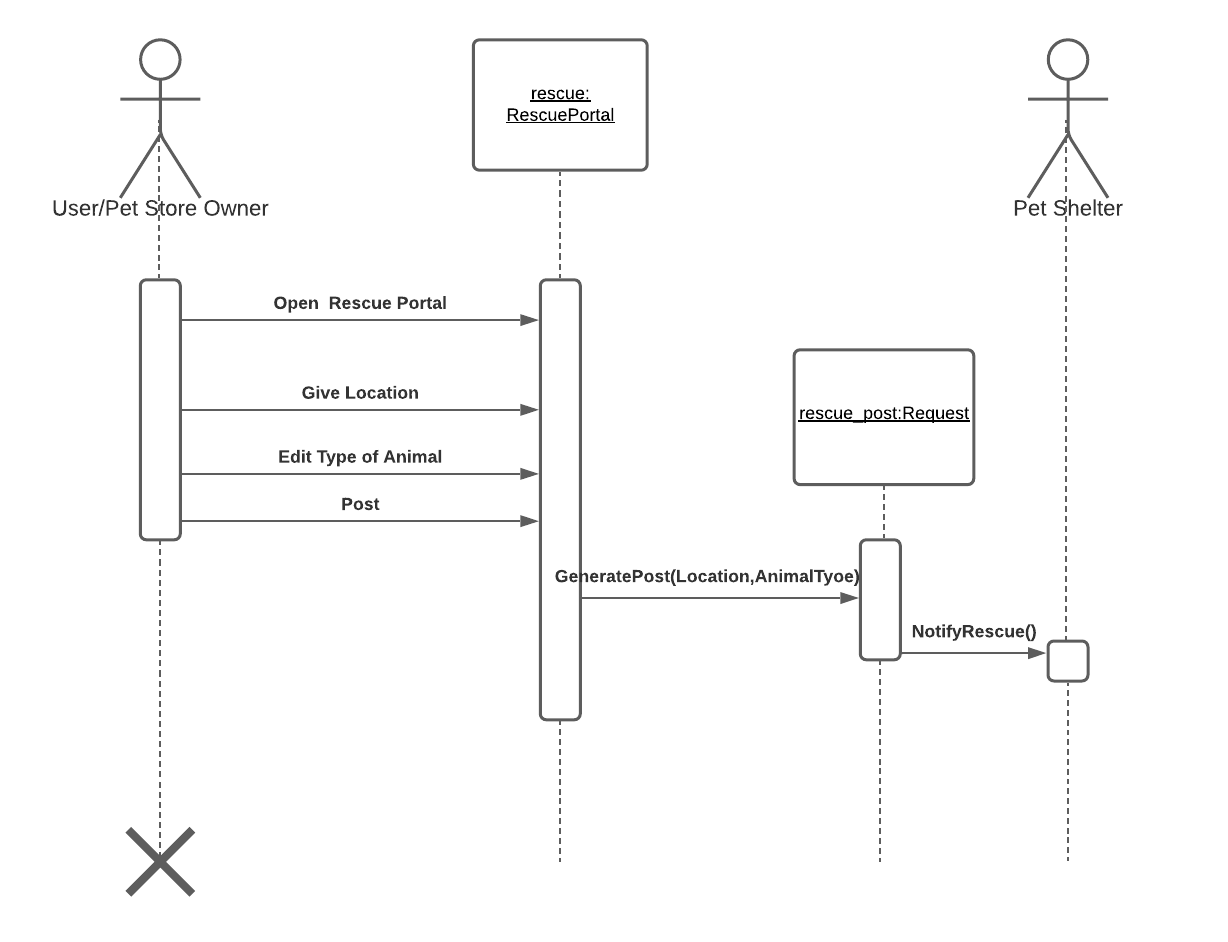 rescue:
RescuePortal
User/Pet Store Owner
Pet Shelter
Open  Rescue Portal
Give Location
rescue_post:Request
Edit Type of Animal
Post
GeneratePost(Location,AnimalTyoe)
NotifyRescue()